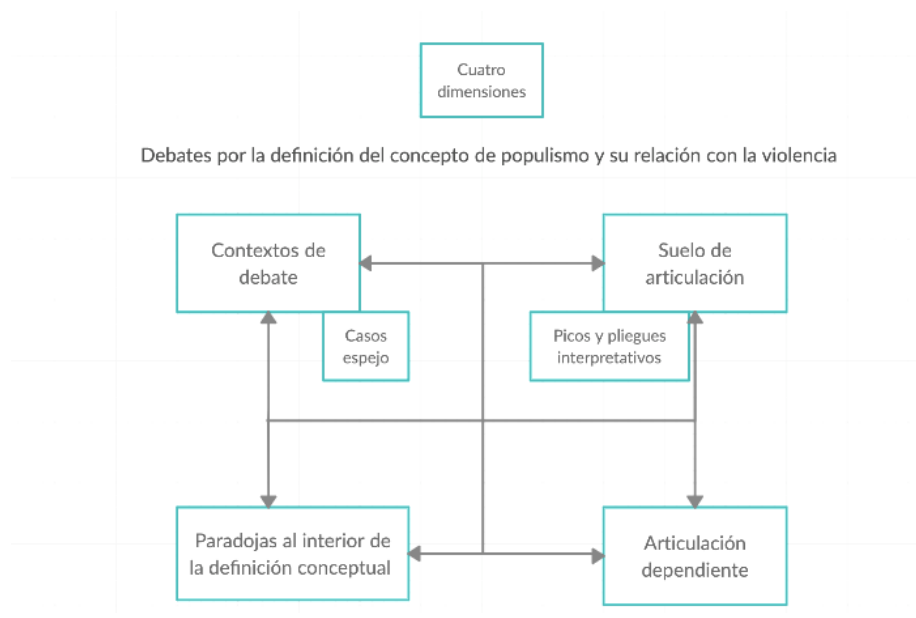 Cuatro
dimensiones
Debates por la definición del concepto de populismo y su relación con la violencia
Contextos de
debate
Suelo de
articulación
Casos
espejo
Picos y pliegues
interpretativos
Paradojas al interior de
la definición conceptual
Articulación
dependiente